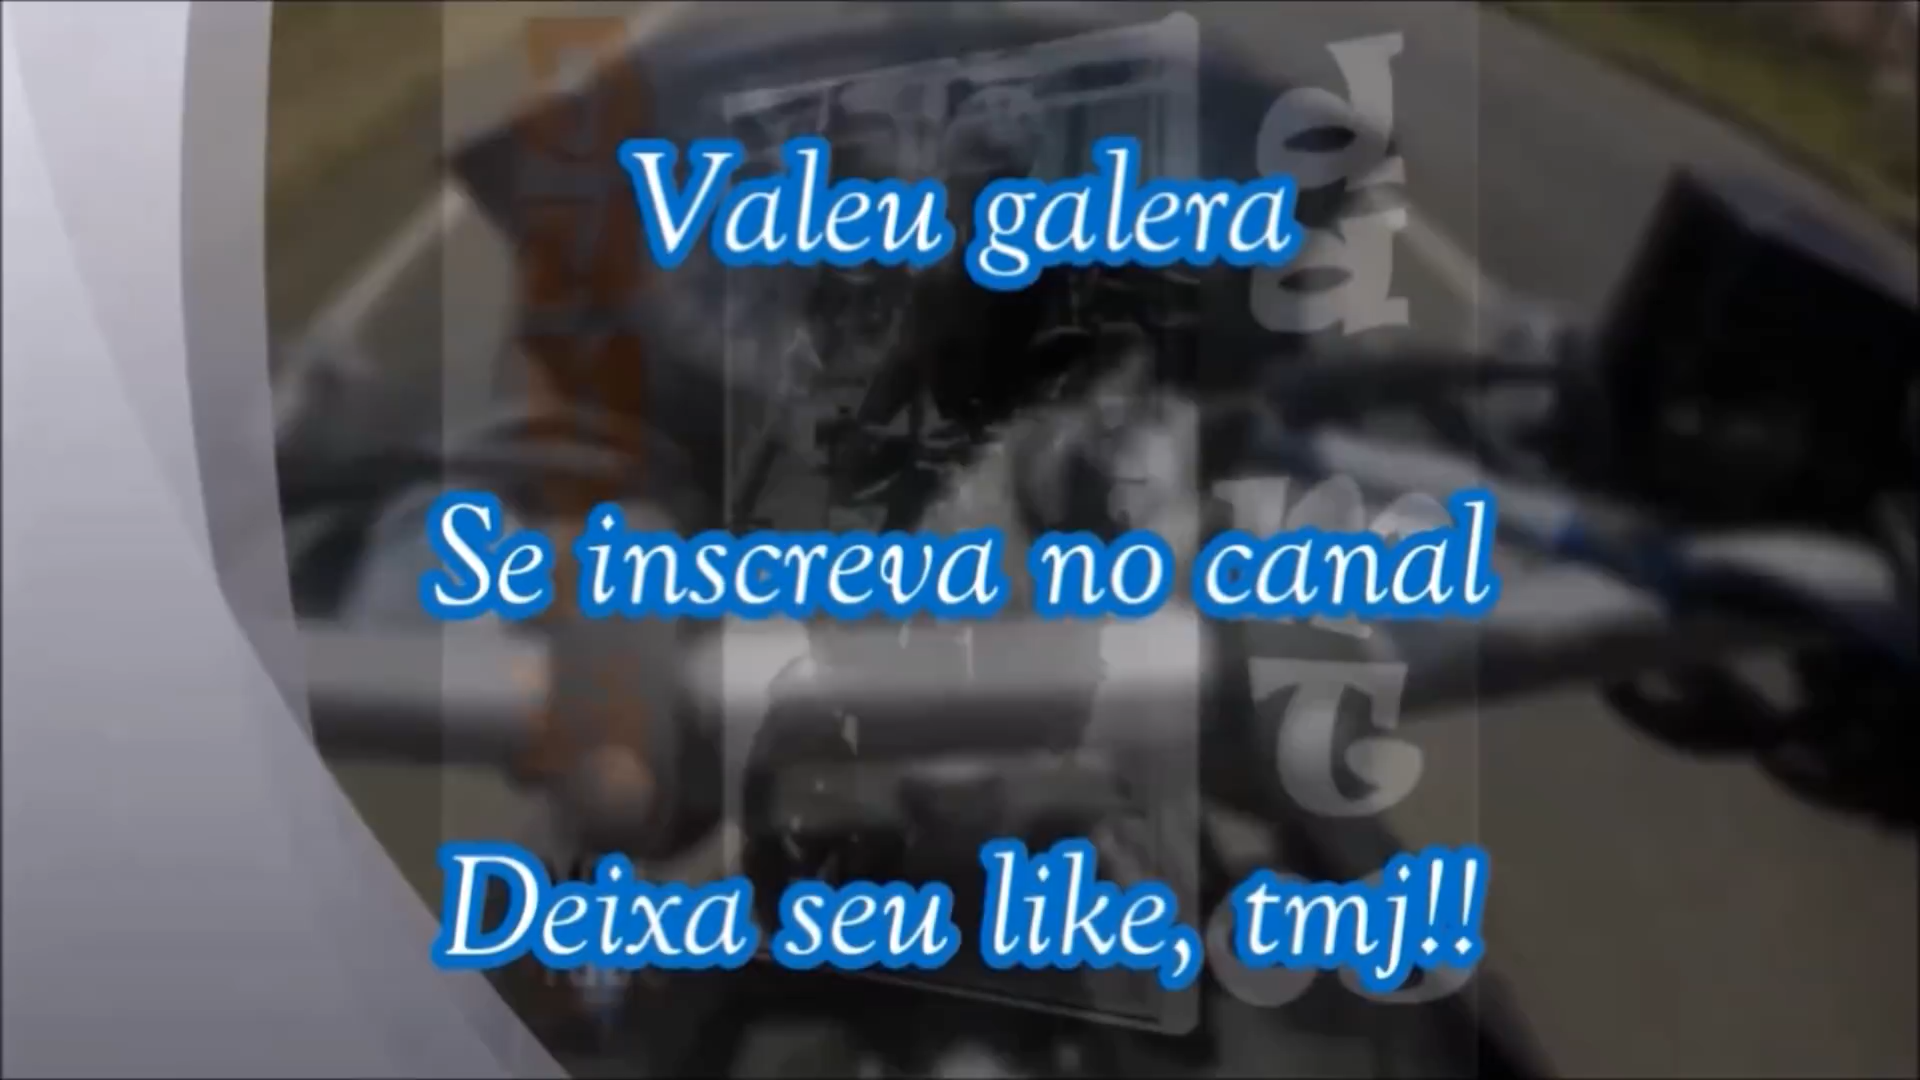 Valeu galera
Se inscreva no canal
Deixa seu like, tmj!!